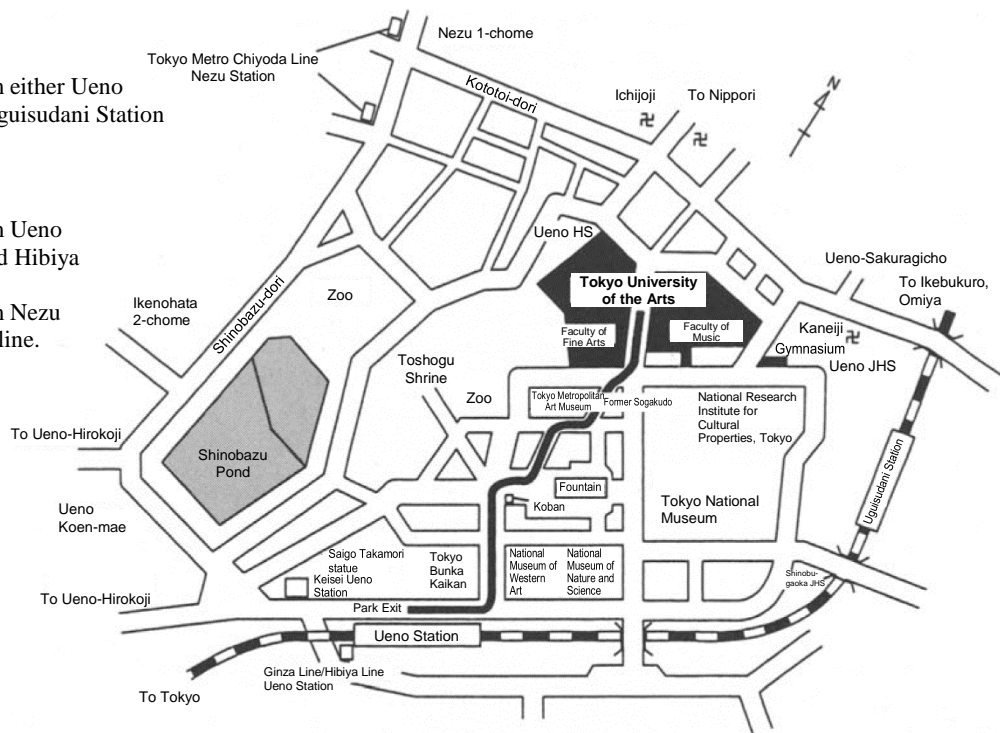 Nezu 1-chome
Tokyo Metro Chiyoda Line
Nezu Station
Kototoi-dori
Ichijoji
To Nippori
N
either Ueno
guisudani Station
Ueno
d Hibiya
Nezu
line.
Ueno HS
Tokyo University
of the Arts
Faculty of
Fine Arts
Faculty of
Music
Ueno-Sakuragicho
To Ikebukuro,
Omiya
Kaneiji
卍
卍
卍
Gymnasium
Ueno JHS
Ikenohata
2-chome
Shinobazu-dori
Zoo
Toshogu
Shrine
Zoo
Tokyo Metropolitan
Art Museum
Former Sogakudo
National Research
Institute for
Cultural
Properties, Tokyo
To Ueno-Hirokoji
Shinobazu
Pond
Uguisudani Station
Fountain
Koban
Tokyo National
Museum
Ueno
Koen-mae
Saigo Takamori
statue
Keisei Ueno
Station
Tokyo
Bunka
Kaikan
National
Museum of
Western
Art
National
Museum of
Nature and
Science
Shinobu-
gaoka JHS
To Ueno-Hirokoji
Park Exit
Ueno Station
Ginza Line/Hibiya Line
Ueno Station
To Tokyo